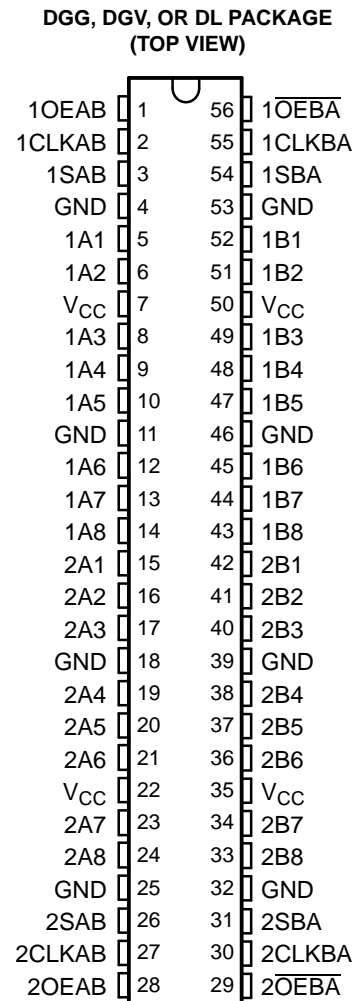 DGG, DGV, OR DL PACKAGE
(TOP VIEW)
1OEAB 1 56 1O̅E̅B̅A̅
1CLKAB 2 55 1CLKBA
1SAB 3 54 1SBA
GND 4 53 GND
1A1 5 52 1B1
1A2 6 51 1B2
VCC 7 50 VCC
1A3 8 49 1B3
1A4 9 48 1B4
1A5 10 47 1B5
GND 11 46 GND
1A6 12 45 1B6
1A7 13 44 1B7
1A8 14 43 1B8
2A1 15 42 2B1
2A2 16 41 2B2
2A3 17 40 2B3
GND 18 39 GND
2A4 19 38 2B4
2A5 20 37 2B5
2A6 21 36 2B6
VCC 22 35 VCC
2A7 23 34 2B7
2A8 24 33 2B8
GND 25 32 GND
2SAB 26 31 2SBA
2CLKAB 27 30 2CLKBA
2OEAB 28 29 2O̅E̅B̅A̅